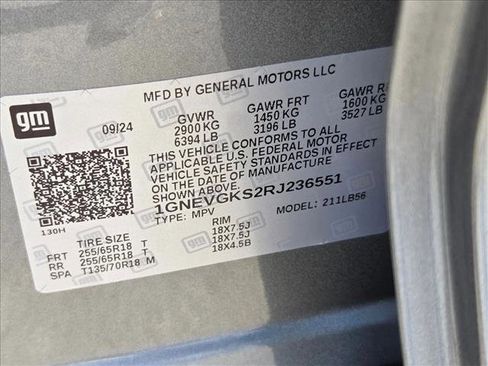 MFD BY GENERAL MOTORS LLC
gm
09/24 GVWR GAWR FRT GAWR R
2900 KG 1450 KG 1600 KG
6394 LB 3196 LB 3527 LB
THIS VEHICLE CONFORMS TO ALL
APPLICABLE U.S. FEDERAL MOTOR
VEHICLE SAFETY STANDARDS IN EFFECT
ON THE DATE OF MANUFACTURE
SHOWN ABOVE.
1GNEVGKS2RJ236551
130H TYPE: MPV MODEL: 211LB56
TIRE SIZE RIM
FRT 255/65R18 T 18X7.5J
RR 255/65R18 T 18X7.5J
SPA T135/70R18 M 18X4.5B